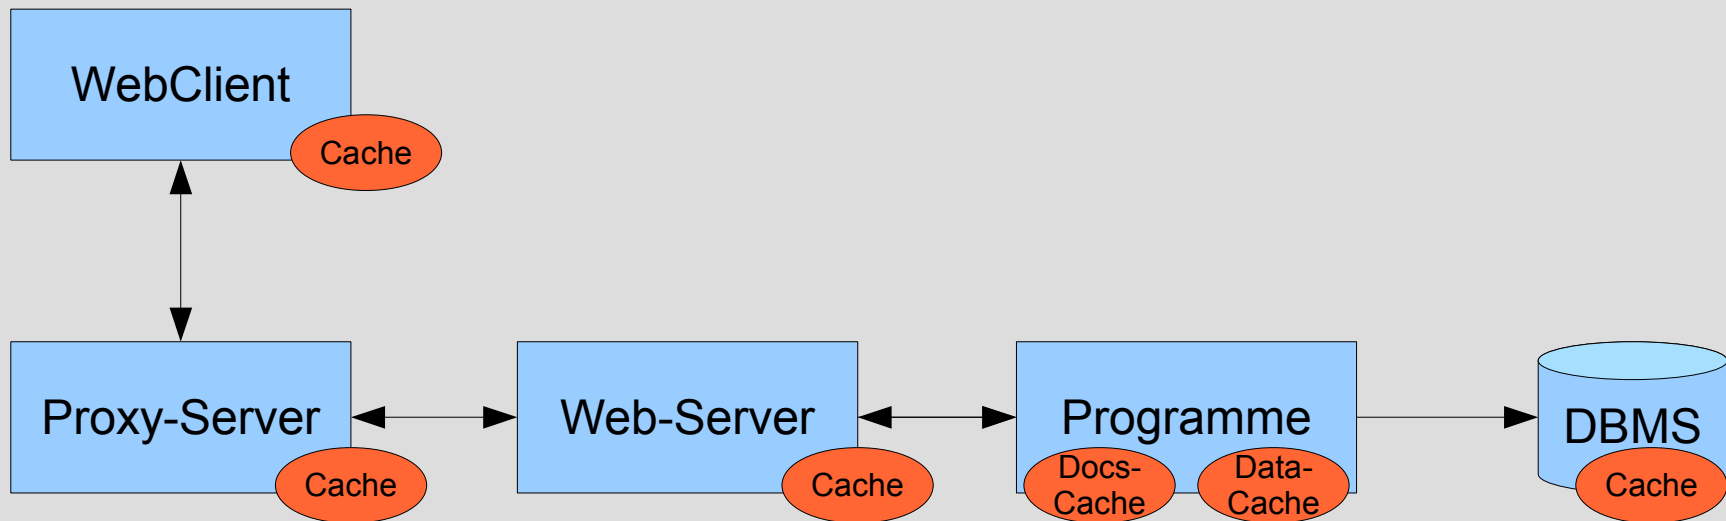 WebClient
Cache
Proxy-Server
Cache
Web-Server
Cache
Programme
Docs-
Cache
Data-
Cache
DBMS
Cache